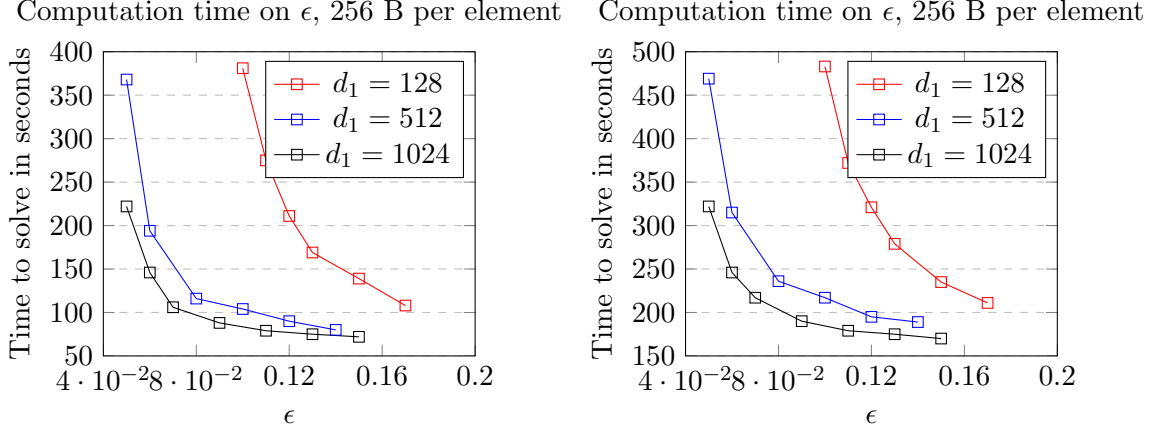 Computation time on ϵ, 256 B per element
400
350
300
250
200
150
100
50
Time to solve in seconds
d₁ = 128
d₁ = 512
d₁ = 1024
4 · 10⁻² 8 · 10⁻² 0.12 0.16 0.2
ϵ
Computation time on ϵ, 256 B per element
500
450
400
350
300
250
200
150
Time to solve in seconds
d₁ = 128
d₁ = 512
d₁ = 1024
4 · 10⁻² 8 · 10⁻² 0.12 0.16 0.2
ϵ